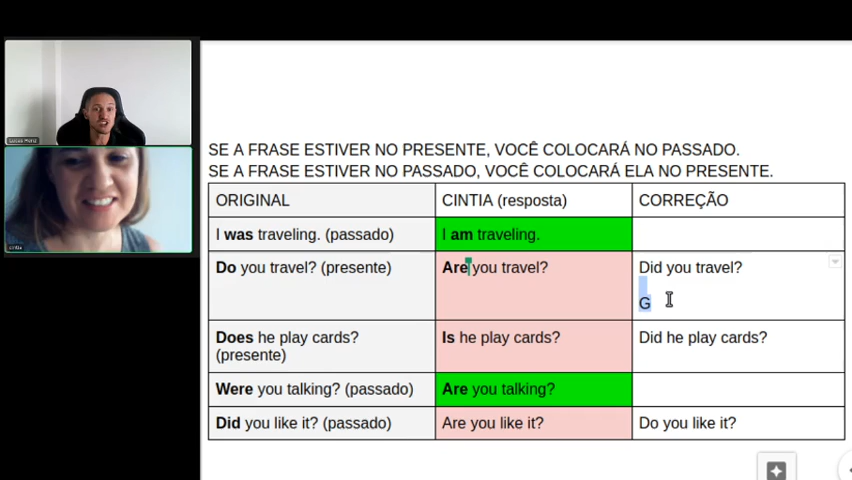 SE A FRASE ESTIVER NO PRESENTE, VOCÊ COLOCARÁ NO PASSADO.
SE A FRASE ESTIVER NO PASSADO, VOCÊ COLOCARÁ ELA NO PRESENTE.
ORIGINAL CINTIA (resposta) CORREÇÃO
I was traveling. (passado) I am traveling.
Do you travel? (presente) Are you travel? Did you travel?
G
Does he play cards? Is he play cards? Did he play cards?
(presente)
Were you talking? (passado) Are you talking?
Did you like it? (passado) Are you like it? Do you like it?